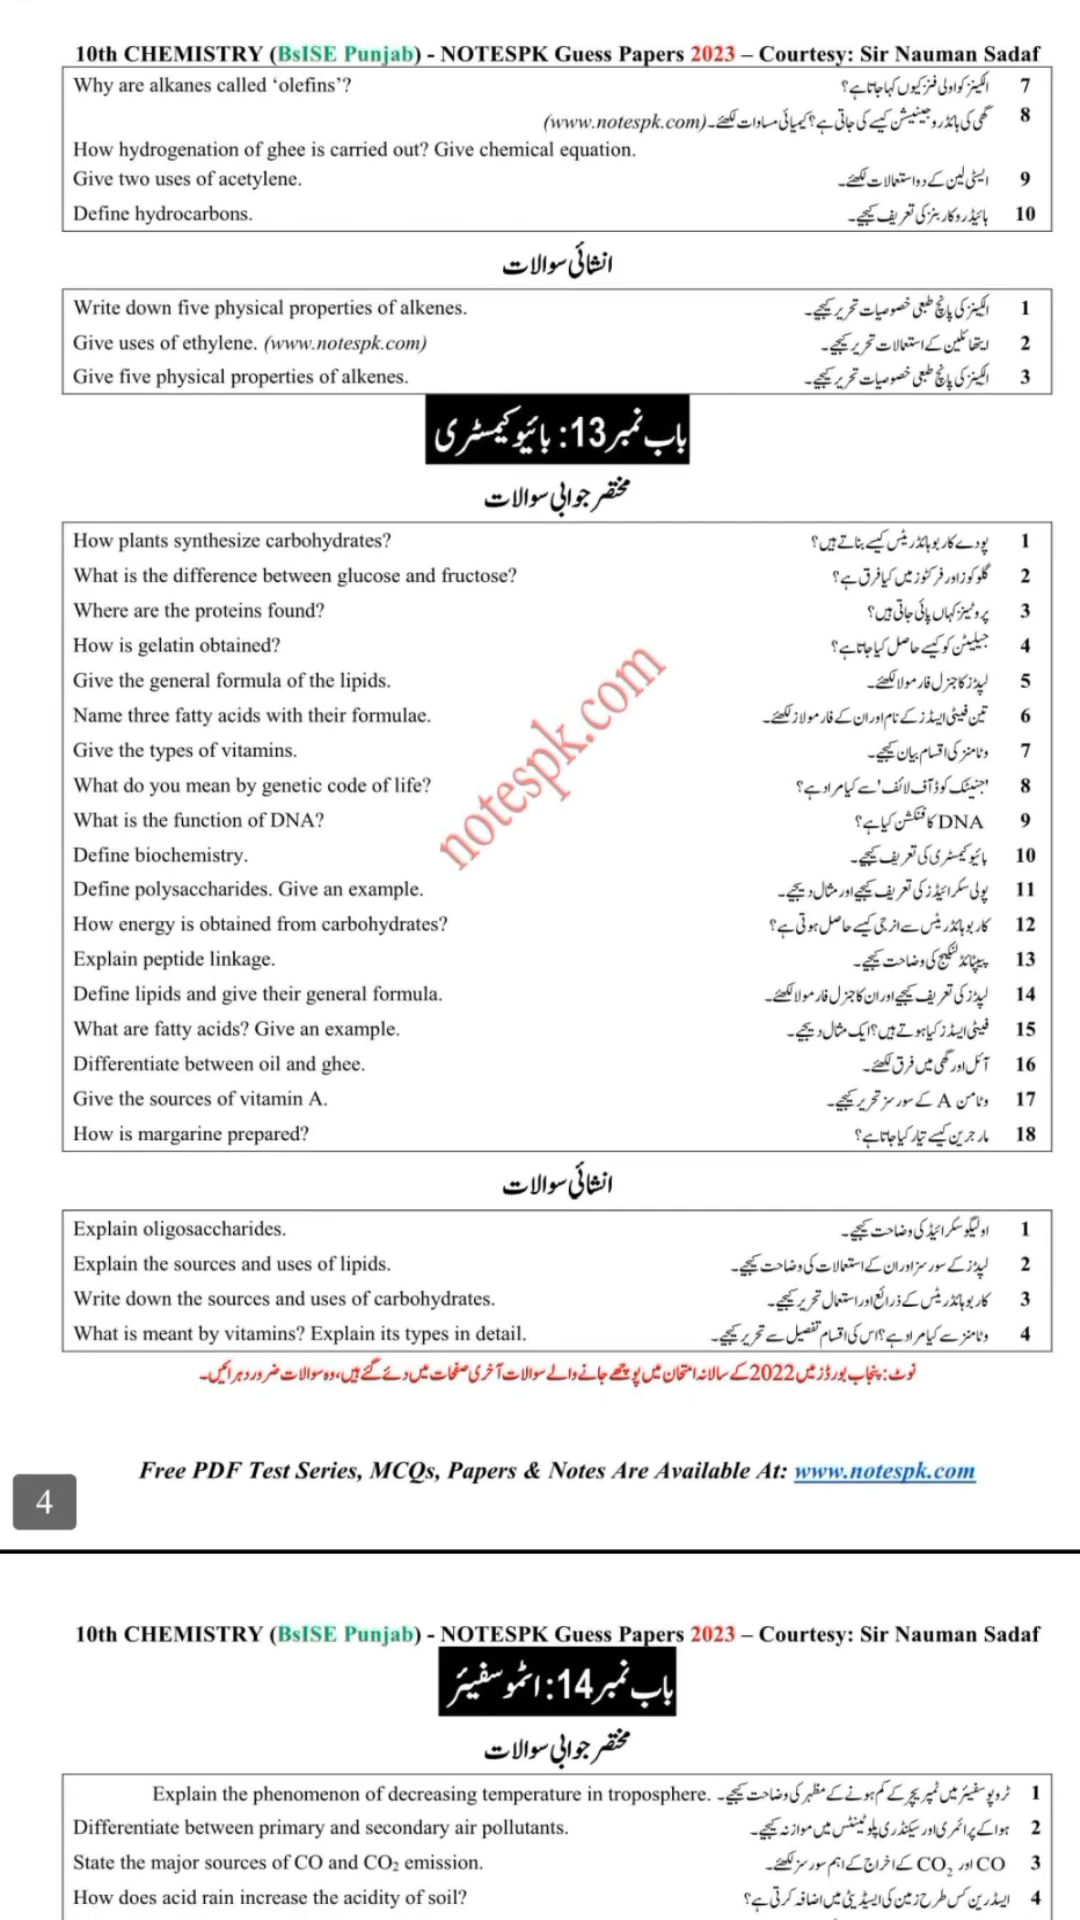 10th CHEMISTRY (BsISE Punjab) - NOTESPK Guess Papers 2023 – Courtesy: Sir Nauman Sadaf
Why are alkanes called ‘olefins’? الکینز کو اولی فنز کیوں کہا جاتا ہے؟ 7
گھی کی ہائڈروجینیشن کیسے کی جاتی ہے؟ کیمیائی مساوات لکھئے۔ (www.notespk.com) 8
How hydrogenation of ghee is carried out? Give chemical equation.
Give two uses of acetylene. ایسٹی لین کے دو استعمالات لکھئے۔ 9
Define hydrocarbons. ہائیڈروکاربنز کی تعریف کیجیے۔ 10
انشائی سوالات
Write down five physical properties of alkenes. الکینز کی پانچ طبعی خصوصیات تحریر کیجیے۔ 1
Give uses of ethylene. (www.notespk.com) ایتھائلین کے استعمالات تحریر کیجیے۔ 2
Give five physical properties of alkenes. الکینز کی پانچ طبعی خصوصیات تحریر کیجیے۔ 3
باب نمبر 13: بائیو کیمسٹری
مختصر جوابی سوالات
How plants synthesize carbohydrates? پودے کاربوہائڈریٹس کیسے بناتے ہیں؟ 1
What is the difference between glucose and fructose? گلوکوز اور فرکٹوز میں کیا فرق ہے؟ 2
Where are the proteins found? پروٹینز کہاں پائی جاتی ہیں؟ 3
How is gelatin obtained? جیلیٹن کو کیسے حاصل کیا جاتا ہے؟ 4
Give the general formula of the lipids. لپڈز کا جنرل فارمولا لکھئے۔ 5
Name three fatty acids with their formulae. تین فیٹی ایسڈز کے نام اور ان کے فارمولاز لکھئے۔ 6
Give the types of vitamins. وٹامنز کی اقسام بیان کیجیے۔ 7
What do you mean by genetic code of life? 'جنیٹک کوڈ آف لائف' سے کیا مراد ہے؟ 8
What is the function of DNA? DNA کا فنکشن کیا ہے؟ 9
Define biochemistry. بائیو کیمسٹری کی تعریف کیجیے۔ 10
Define polysaccharides. Give an example. پولی سکرائیڈز کی تعریف کیجیے اور مثال دیجیے۔ 11
How energy is obtained from carbohydrates? کاربوہائڈریٹس سے انرجی کیسے حاصل ہوتی ہے؟ 12
Explain peptide linkage. پیپٹائڈ لنکیج کی وضاحت کیجیے۔ 13
Define lipids and give their general formula. لپڈز کی تعریف کیجیے اور ان کا جنرل فارمولا لکھئے۔ 14
What are fatty acids? Give an example. فیٹی ایسڈز کیا ہوتے ہیں؟ ایک مثال دیجیے۔ 15
Differentiate between oil and ghee. آئل اور گھی میں فرق لکھئے۔ 16
Give the sources of vitamin A. وٹامن A کے سورسز تحریر کیجیے۔ 17
How is margarine prepared? مارجرین کیسے تیار کیا جاتا ہے؟ 18
notespk.com
انشائی سوالات
Explain oligosaccharides. اولیگو سکرائیڈ کی وضاحت کیجیے۔ 1
Explain the sources and uses of lipids. لپڈز کے سورسز اور ان کے استعمالات کی وضاحت کیجیے۔ 2
Write down the sources and uses of carbohydrates. کاربوہائڈریٹس کے ذرائع اور استعمال تحریر کیجیے۔ 3
What is meant by vitamins? Explain its types in detail. وٹامنز سے کیا مراد ہے؟ اس کی اقسام تفصیل سے تحریر کیجیے۔ 4
نوٹ: پنجاب بورڈز میں 2022 کے سالانہ امتحان میں پوچھے جانے والے سوالات آخری صفحات میں دئے گئے ہیں، وہ سوالات ضرور دہرائیں۔
Free PDF Test Series, MCQs, Papers & Notes Are Available At: www.notespk.com
4
10th CHEMISTRY (BsISE Punjab) - NOTESPK Guess Papers 2023 – Courtesy: Sir Nauman Sadaf
باب نمبر 14: اٹموسفیئر
مختصر جوابی سوالات
Explain the phenomenon of decreasing temperature in troposphere. ٹروپوسفیئر میں ٹمپریچر کے کم ہونے کے مظہر کی وضاحت کیجیے۔ 1
Differentiate between primary and secondary air pollutants. ہوا کے پرائمری اور سیکنڈری پلوٹینٹس میں موازنہ کیجیے۔ 2
State the major sources of CO and CO₂ emission. CO اور CO₂ کے اخراج کے اہم سورسز لکھئے۔ 3
How does acid rain increase the acidity of soil? ایسڈ رین کس طرح زمین کی ایسیڈیٹی میں اضافہ کرتی ہے؟ 4